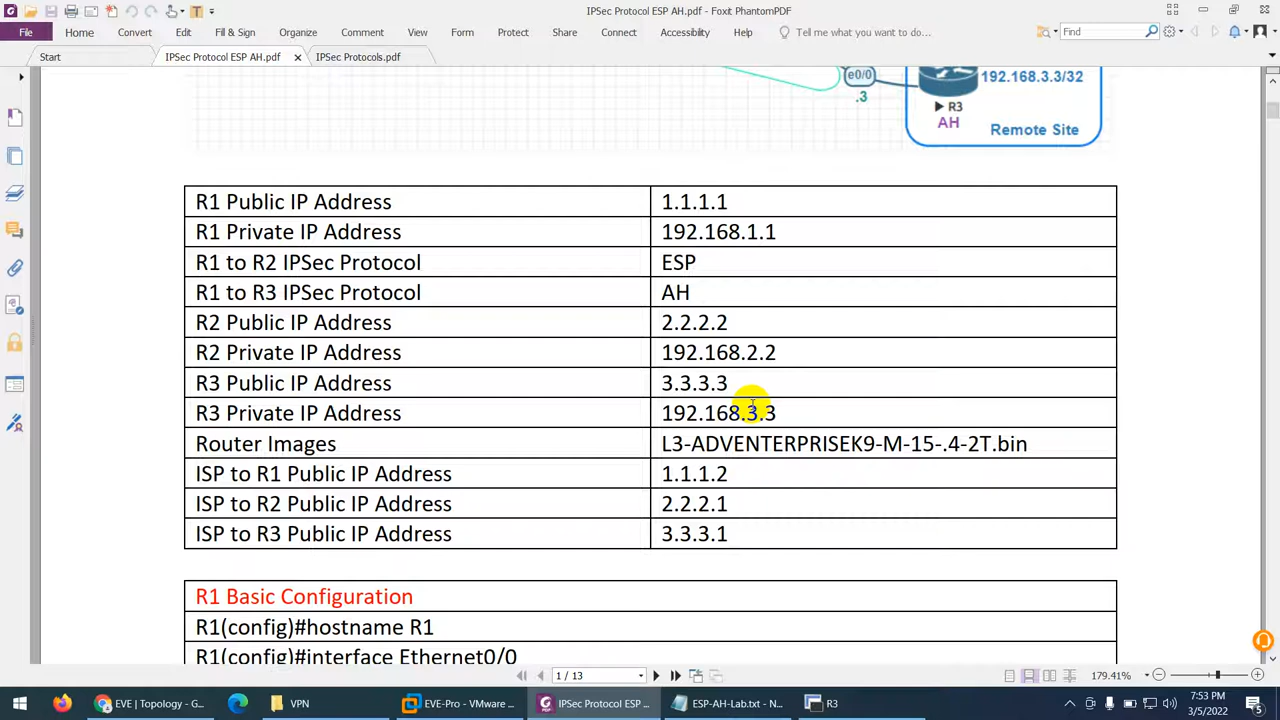 IPSec Protocol ESP AH.pdf - Foxit PhantomPDF
File Home Convert Edit Fill & Sign Organize Comment View Form Protect Share Connect Accessibility Help Tell me what you want to do... Find
Start IPSec Protocol ESP AH.pdf IPSec Protocols.pdf
e0/0 192.168.3.3/32
.3 R3
AH Remote Site
R1 Public IP Address 1.1.1.1
R1 Private IP Address 192.168.1.1
R1 to R2 IPSec Protocol ESP
R1 to R3 IPSec Protocol AH
R2 Public IP Address 2.2.2.2
R2 Private IP Address 192.168.2.2
R3 Public IP Address 3.3.3.3
R3 Private IP Address 192.168.3.3
Router Images L3-ADVENTERPRISEK9-M-15-.4-2T.bin
ISP to R1 Public IP Address 1.1.1.2
ISP to R2 Public IP Address 2.2.2.1
ISP to R3 Public IP Address 3.3.3.1
R1 Basic Configuration
R1(config)#hostname R1
R1(config)#interface Ethernet0/0
1 / 13 179.41%
EVE | Topology - G... VPN EVE-Pro - VMware ... IPSec Protocol ESP ... ESP-AH-Lab.txt - N... R3 7:53 PM
3/5/2022 5